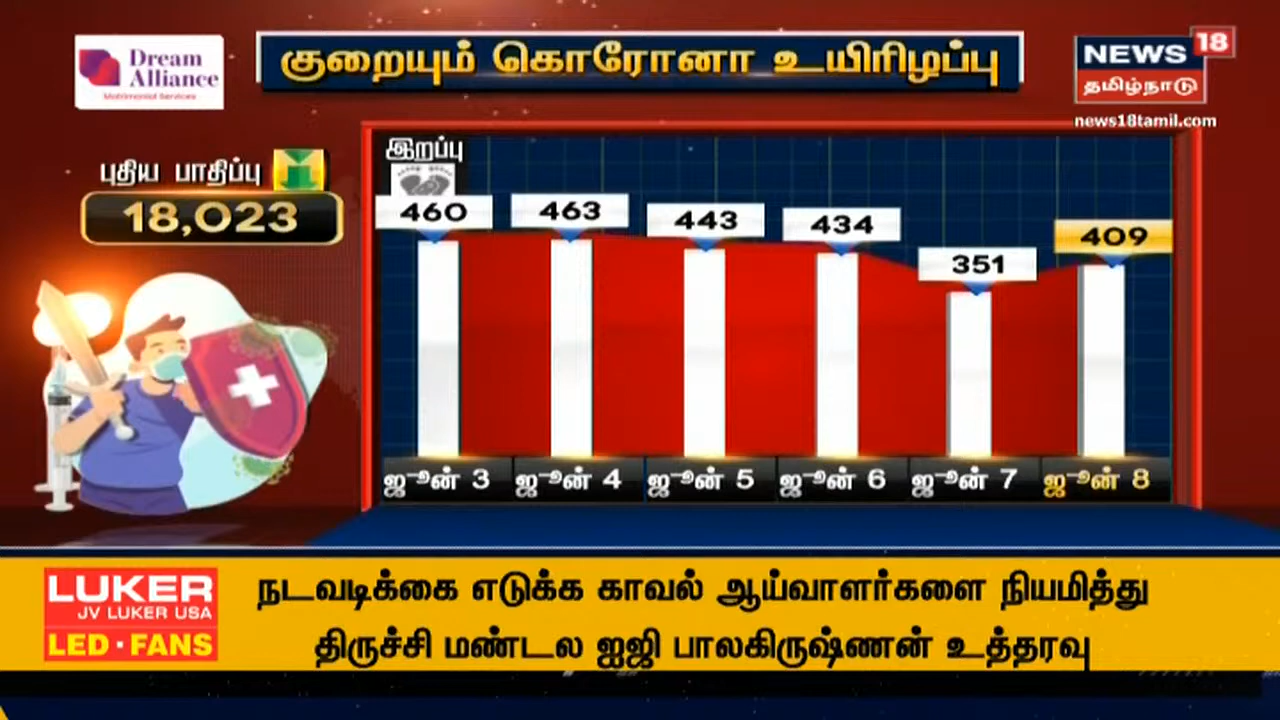 Dream
Alliance
Matrimonial Services
குறையும் கொரோனா உயிரிழப்பு
NEWS 18
தமிழ்நாடு
news18tamil.com
புதிய பாதிப்பு
18,023
இறப்பு
460
463
443
434
351
409
ஜூன் 3
ஜூன் 4
ஜூன் 5
ஜூன் 6
ஜூன் 7
ஜூன் 8
LUKER
JV LUKER USA
LED · FANS
நடவடிக்கை எடுக்க காவல் ஆய்வாளர்களை நியமித்து
திருச்சி மண்டல ஐஜி பாலகிருஷ்ணன் உத்தரவு